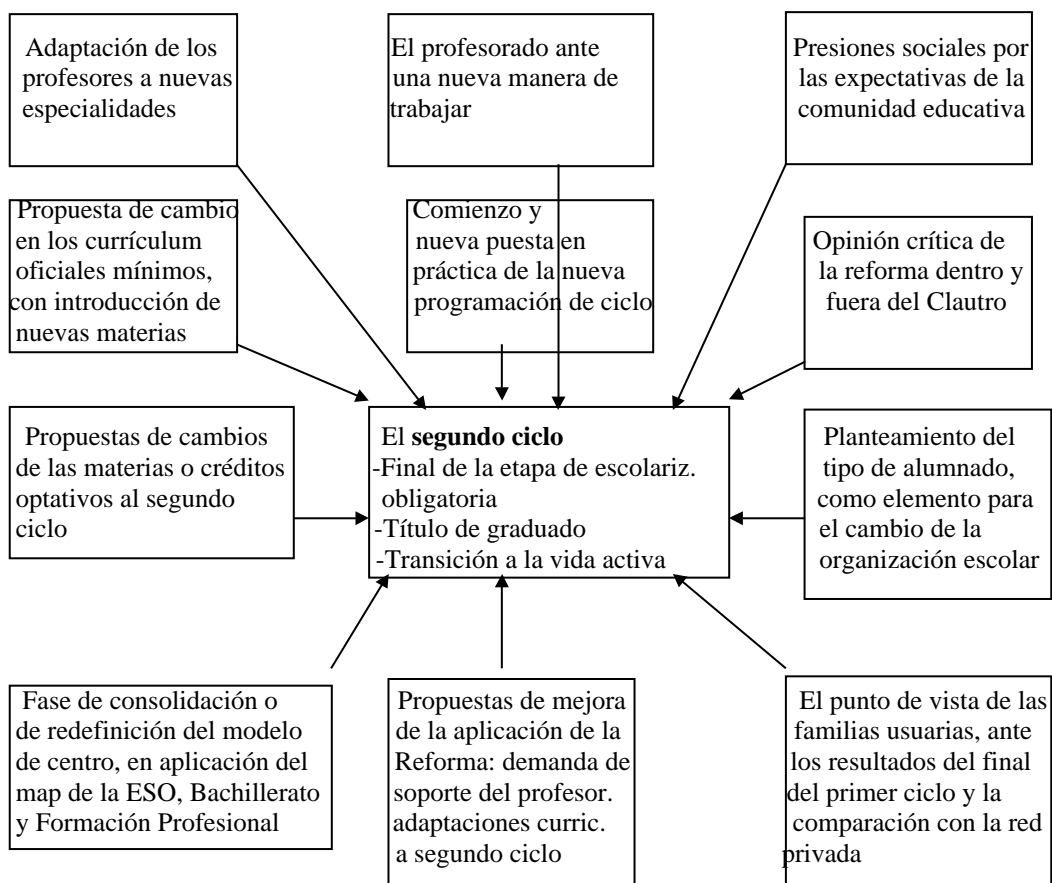 Adaptación de los
profesores a nuevas
especialidades
El profesorado ante
una nueva manera de
trabajar
Presiones sociales por
las expectativas de la
comunidad educativa
Propuesta de cambio
en los currículum
oficiales mínimos,
con introducción de
nuevas materias
Comienzo y
nueva puesta en
práctica de la nueva
programación de ciclo
Opinión crítica de
la reforma dentro y
fuera del Clautro
Propuestas de cambios
de las materias o créditos
optativos al segundo
ciclo
El segundo ciclo
-Final de la etapa de escolariz.
obligatoria
-Título de graduado
-Transición a la vida activa
Planteamiento del
tipo de alumnado,
como elemento para
el cambio de la
organización escolar
Fase de consolidación o
de redefinición del modelo
de centro, en aplicación del
map de la ESO, Bachillerato
y Formación Profesional
Propuestas de mejora
de la aplicación de la
Reforma: demanda de
soporte del profesor.
adaptaciones curric.
a segundo ciclo
El punto de vista de las
familias usuarias, ante
los resultados del final
del primer ciclo y la
comparación con la red
privada